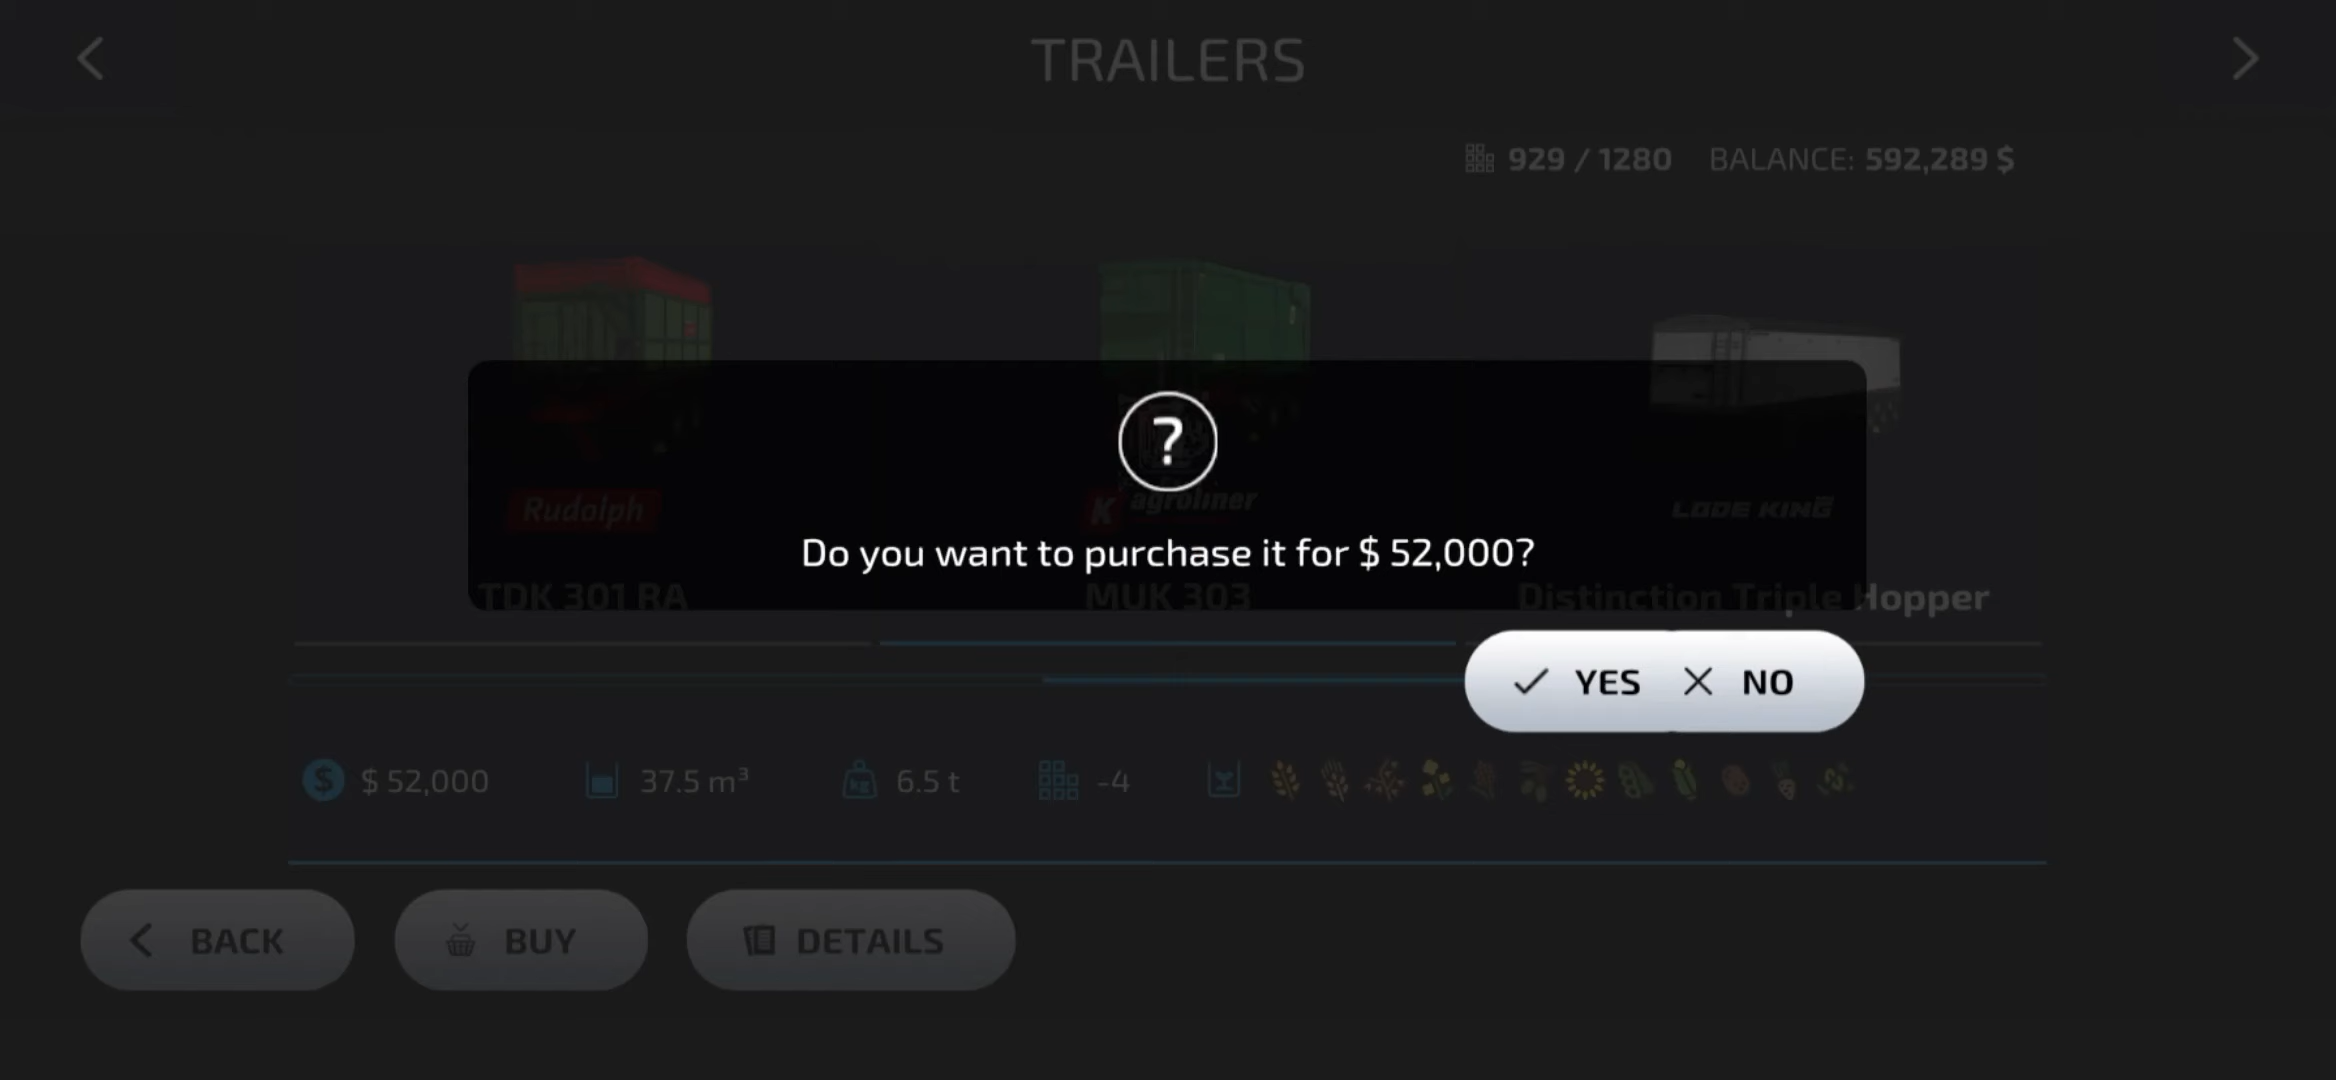 TRAILERS
929 / 1280 BALANCE: 592,289 $
?
Rudolph
K agroliner
LODE KING
Do you want to purchase it for $ 52,000?
TDK 301 RA
MUK 303
Distinction Triple Hopper
YES NO
$ $ 52,000 37.5 m³ kg 6.5 t -4
BACK BUY DETAILS